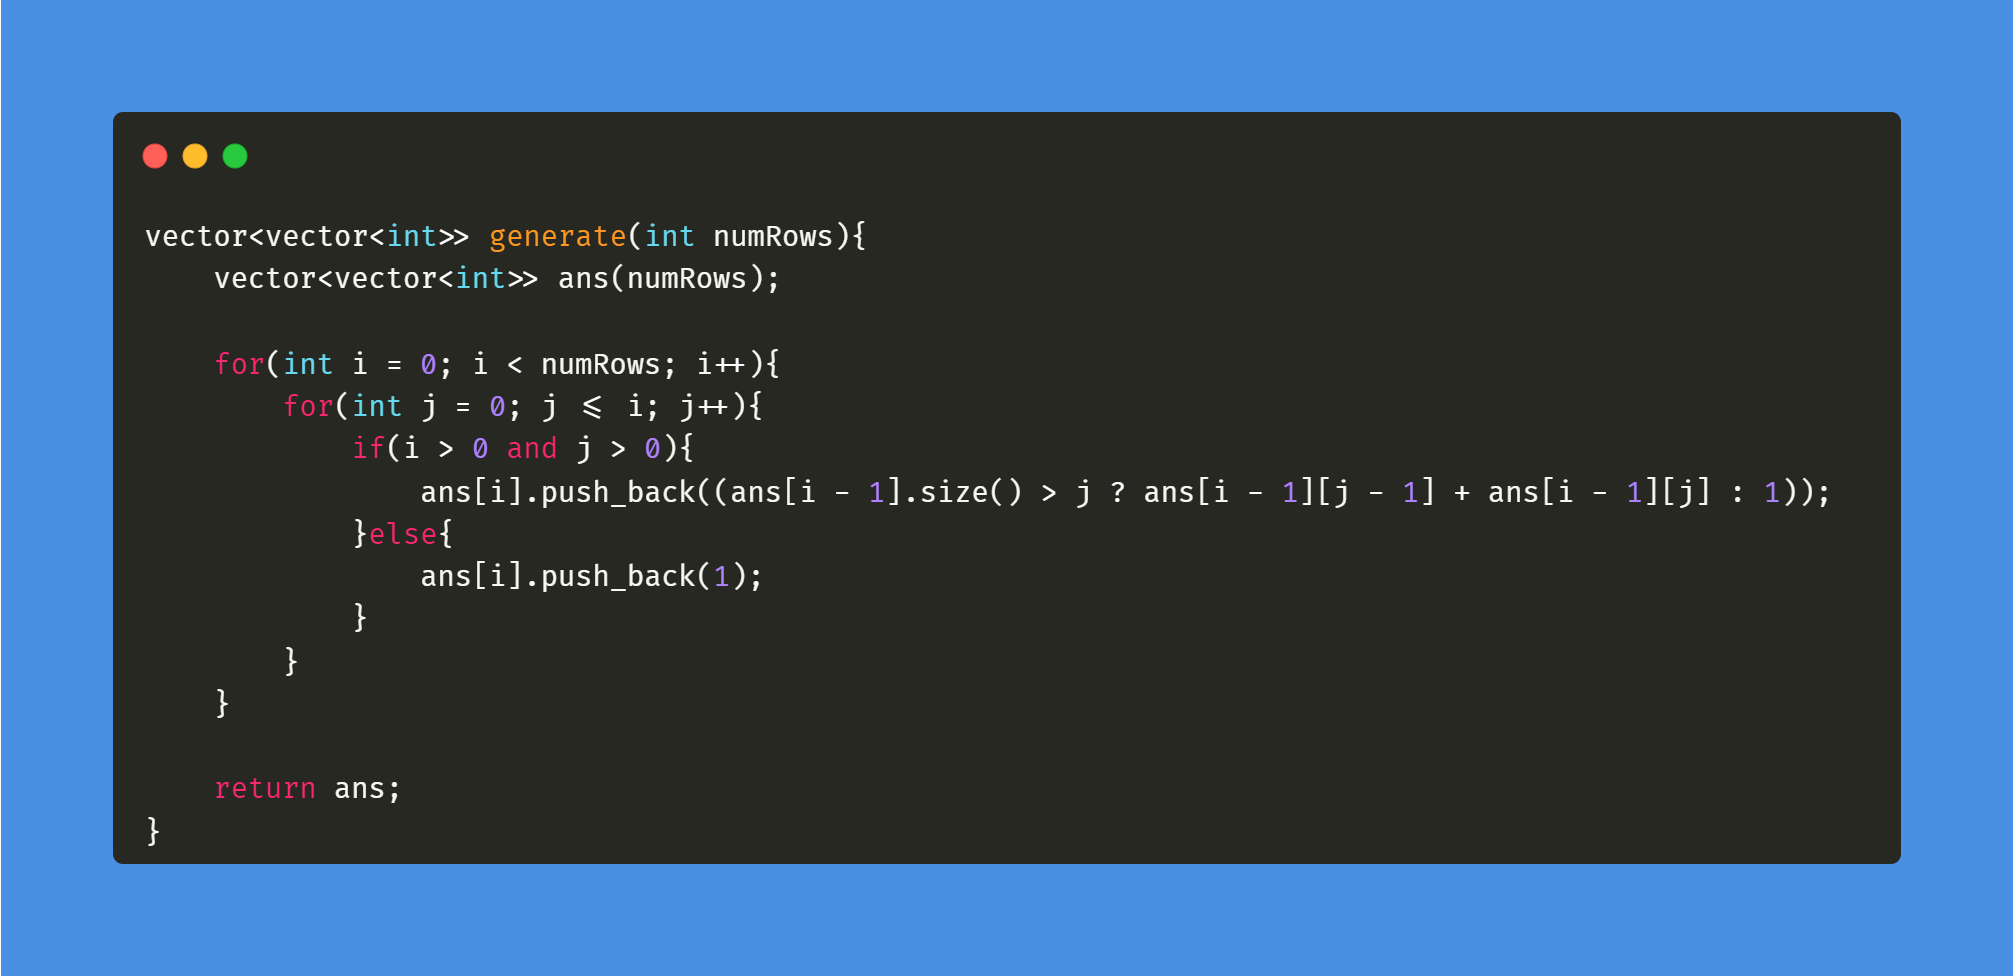 vector<vector<int>> generate(int numRows){
    vector<vector<int>> ans(numRows);

    for(int i = 0; i < numRows; i++){
        for(int j = 0; j <= i; j++){
            if(i > 0 and j > 0){
                ans[i].push_back((ans[i - 1].size() > j ? ans[i - 1][j - 1] + ans[i - 1][j] : 1));
            }else{
                ans[i].push_back(1);
            }
        }
    }

    return ans;
}